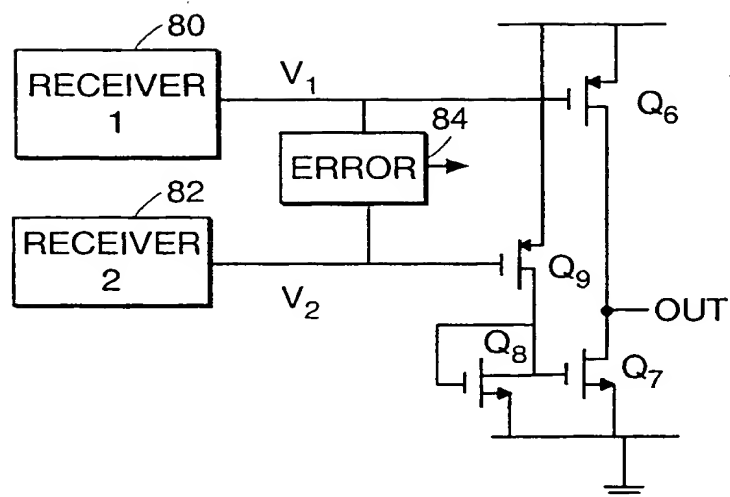 80
RECEIVER
1
V₁
84
ERROR
Q₆
82
RECEIVER
2
V₂
Q₉
OUT
Q₈
Q₇